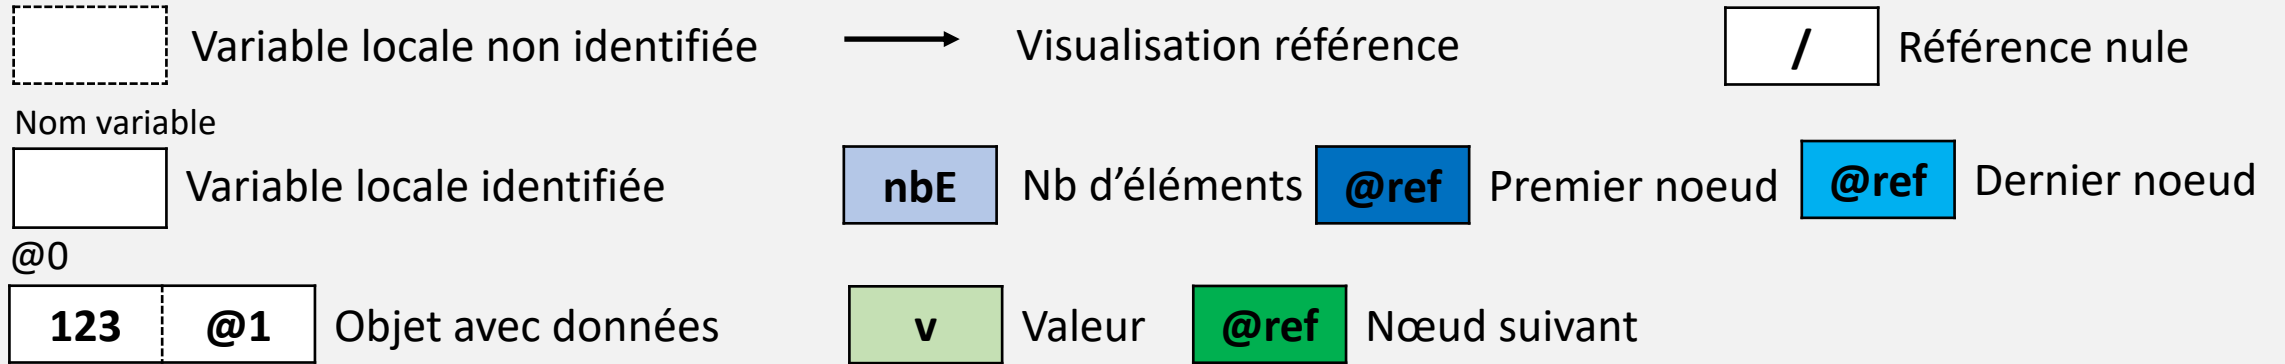 Variable locale non identifiée Visualisation référence / Référence nule
Nom variable
Variable locale identifiée nbE Nb d’éléments @ref Premier noeud @ref Dernier noeud
@0
123 @1 Objet avec données v Valeur @ref Nœud suivant